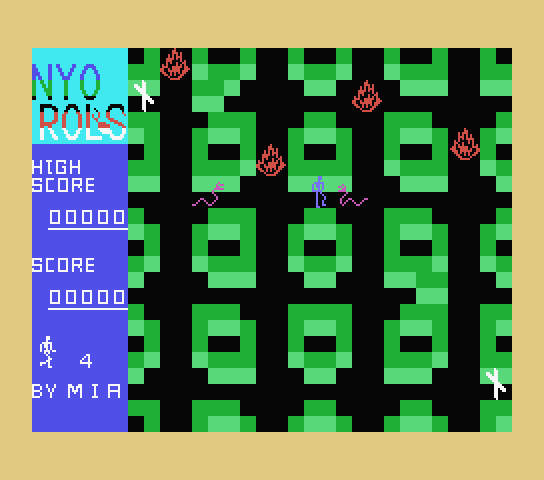 NYO
ROLS
HIGH
SCORE
00000
SCORE
00000
4
BY MIA